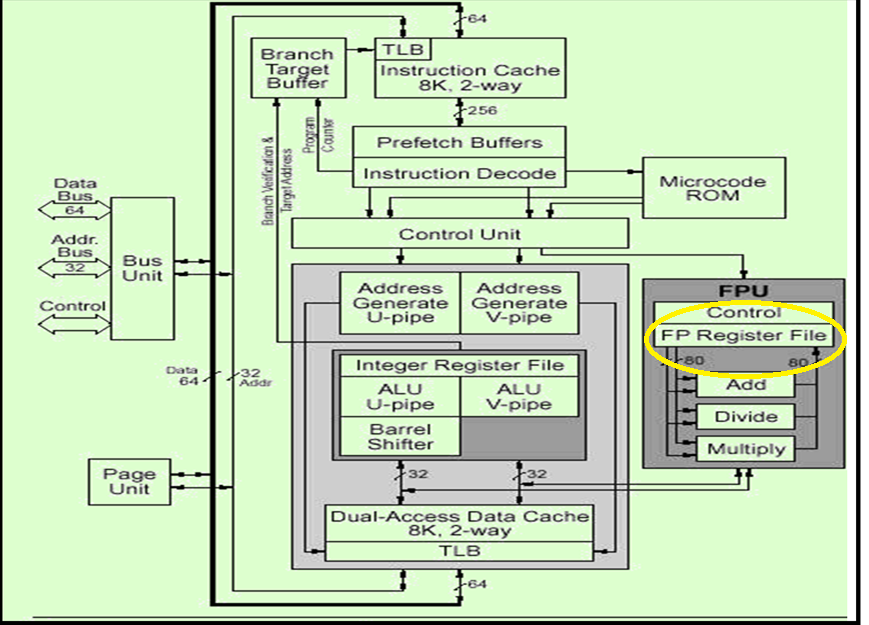 64
Branch
Target
Buffer
TLB
Instruction Cache
8K, 2-way
256
Program
Counter
Branch Verification &
Target Address
Prefetch Buffers
Instruction Decode
Microcode
ROM
Control Unit
Data
Bus
64
Addr.
Bus
32
Control
Bus
Unit
Address
Generate
U-pipe
Address
Generate
V-pipe
FPU
Control
FP Register File
80
80
Add
Divide
Multiply
Integer Register File
ALU
U-pipe
ALU
V-pipe
Barrel
Shifter
Data
64
32
Addr
32
32
Page
Unit
Dual-Access Data Cache
8K, 2-way
TLB
64